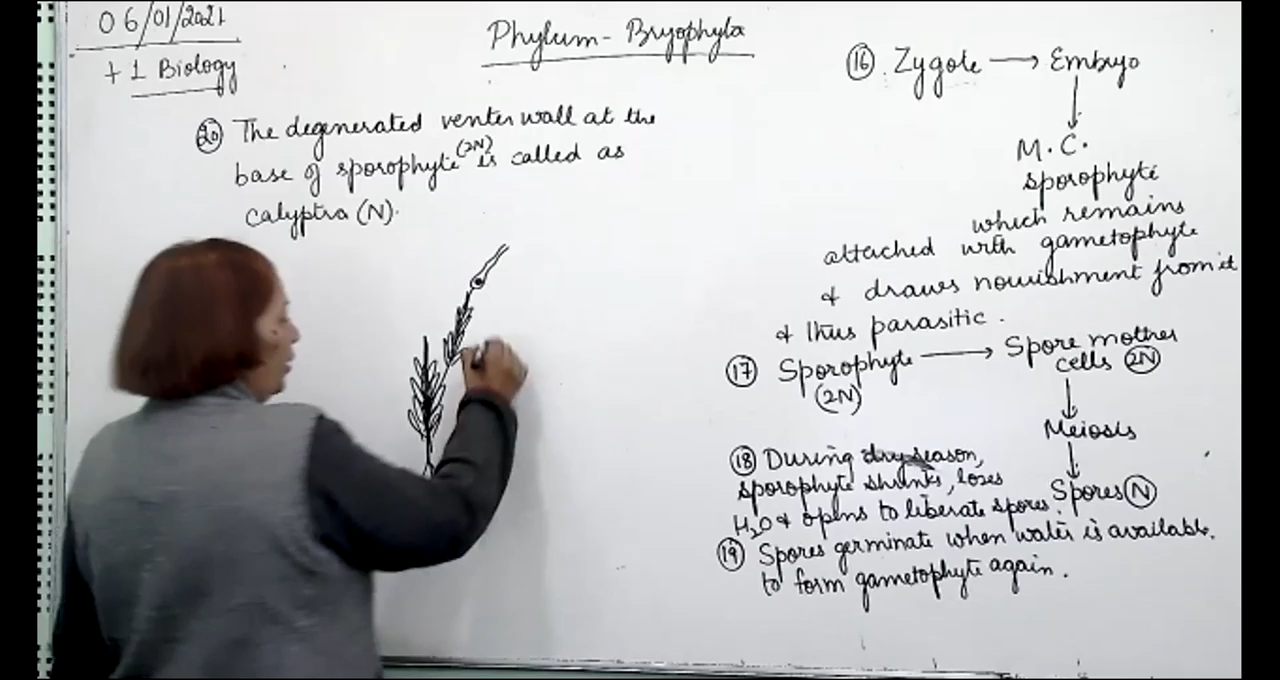 06/01/2021
+1 Biology
Phylum - Bryophyta
(20) The degenerated venter wall at the
base of sporophyte (2N) is called as
calyptra (N).
(16) Zygote → Embryo
↓
M.C.
sporophyte
which remains
attached with gametophyte
& draws nourishment from it
& thus parasitic.
(17) Sporophyte → Spore mother
(2N) cells (2N)
↓
Meiosis
↓
Spores (N)
(18) During dry season,
sporophyte shrinks, loses
H2O & opens to liberate spores.
(19) Spores germinate when water is available.
to form gametophyte again.